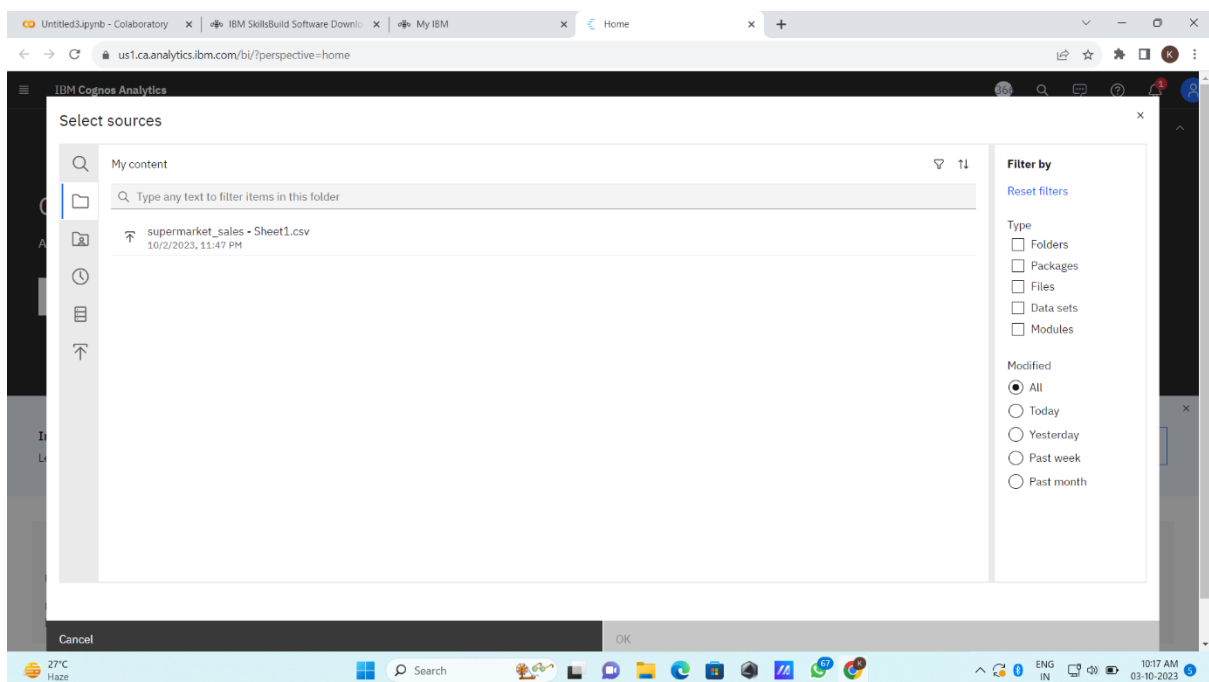 Untitled3.ipynb - Colaboratory
IBM SkillsBuild Software Downlo
My IBM
Home
us1.ca.analytics.ibm.com/bi/?perspective=home
K
IBM Cognos Analytics
1
Select sources
My content
Type any text to filter items in this folder
supermarket_sales - Sheet1.csv
10/2/2023, 11:47 PM
Filter by
Reset filters
Type
Folders
Packages
Files
Data sets
Modules
Modified
All
Today
Yesterday
Past week
Past month
Cancel
OK
27°C
Haze
Search
67
K
ENG
IN
10:17 AM
03-10-2023
5